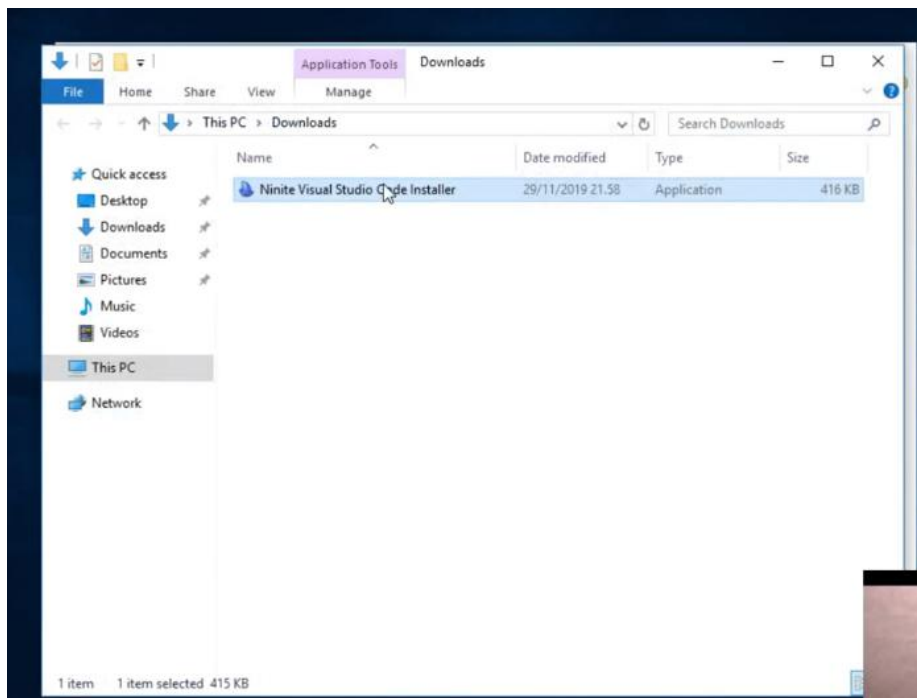 Application Tools Downloads
File Home Share View Manage
This PC > Downloads
Search Downloads
Name Date modified Type Size
Ninite Visual Studio Code Installer 29/11/2019 21.58 Application 416 KB
Quick access
Desktop
Downloads
Documents
Pictures
Music
Videos
This PC
Network
1 item 1 item selected 415 KB